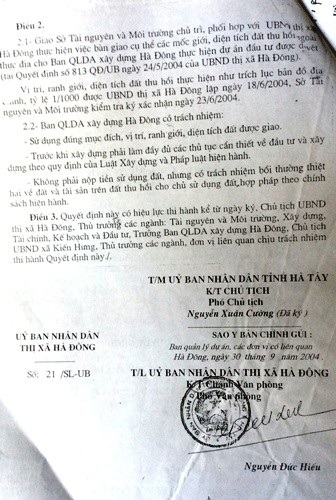 Điều 2.
2.1- Giao Sở Tài nguyên và Môi trường chủ trì, phối hợp với UBND thị xã
Hà Đông thực hiện việc bàn giao cụ thể các mốc giới, diện tích đất thu hồi ngoài
thực địa cho Ban QLDA xây dựng Hà Đông thực hiện dự án đầu tư được duyệt
(tại Quyết định số 813 QĐ/UB ngày 24/5/2004 của UBND thị xã Hà Đông).
Vị trí, ranh giới, diện tích đất thu hồi thực hiện như trích lục bản đồ địa
chính, tỷ lệ 1/1000 được UBND thị xã Hà Đông lập ngày 18/6/2004, Sở Tài
nguyên và Môi trường kiểm tra ký xác nhận ngày 23/6/2004.
2.2- Ban QLDA xây dựng Hà Đông có trách nhiệm:
- Sử dụng đúng mục đích, vị trí, ranh giới, diện tích đất được giao.
- Trước khi xây dựng phải làm đầy đủ các thủ tục cần thiết về đầu tư và xây
dựng theo quy định của Luật Xây dựng và Pháp luật hiện hành.
- Không phải nộp tiền sử dụng đất, nhưng có trách nhiệm bồi thường thiệt
hại về đất và tài sản trên đất thu hồi cho chủ sử dụng đất,hợp pháp theo chính
sách hiện hành.
Điều 3. Quyết định này có hiệu lực thi hành kể từ ngày ký, Chủ tịch UBND
thị xã Hà Đông, Thủ trưởng các ngành: Tài nguyên và Môi trường, Xây dựng,
Tài chính, Kế hoạch và Đầu tư, Trưởng Ban QLDA xây dựng Hà Đông, Chủ tịch
UBND xã Kiến Hưng, Thủ trưởng các ngành, đơn vị liên quan chịu trách nhiệm
thi hành Quyết định này./.
T/M UỶ BAN NHÂN DÂN TỈNH HÀ TÂY
K/T CHỦ TỊCH
Phó Chủ tịch
Nguyễn Xuân Cường (Đã ký)
UỶ BAN NHÂN DÂN
THỊ XÃ HÀ ĐÔNG
Số: 21 /SL-UB
SAO Y BẢN CHÍNH GỬI :
Ban quản lý dự án, các đơn vị có liên quan
Hà Đông, ngày 30 tháng 9 năm 2004.
T/L UỶ BAN NHÂN DÂN THỊ XÃ HÀ ĐÔNG
K.T Chánh Văn phòng
Phó Văn phòng
Nguyễn Đức Hiếu